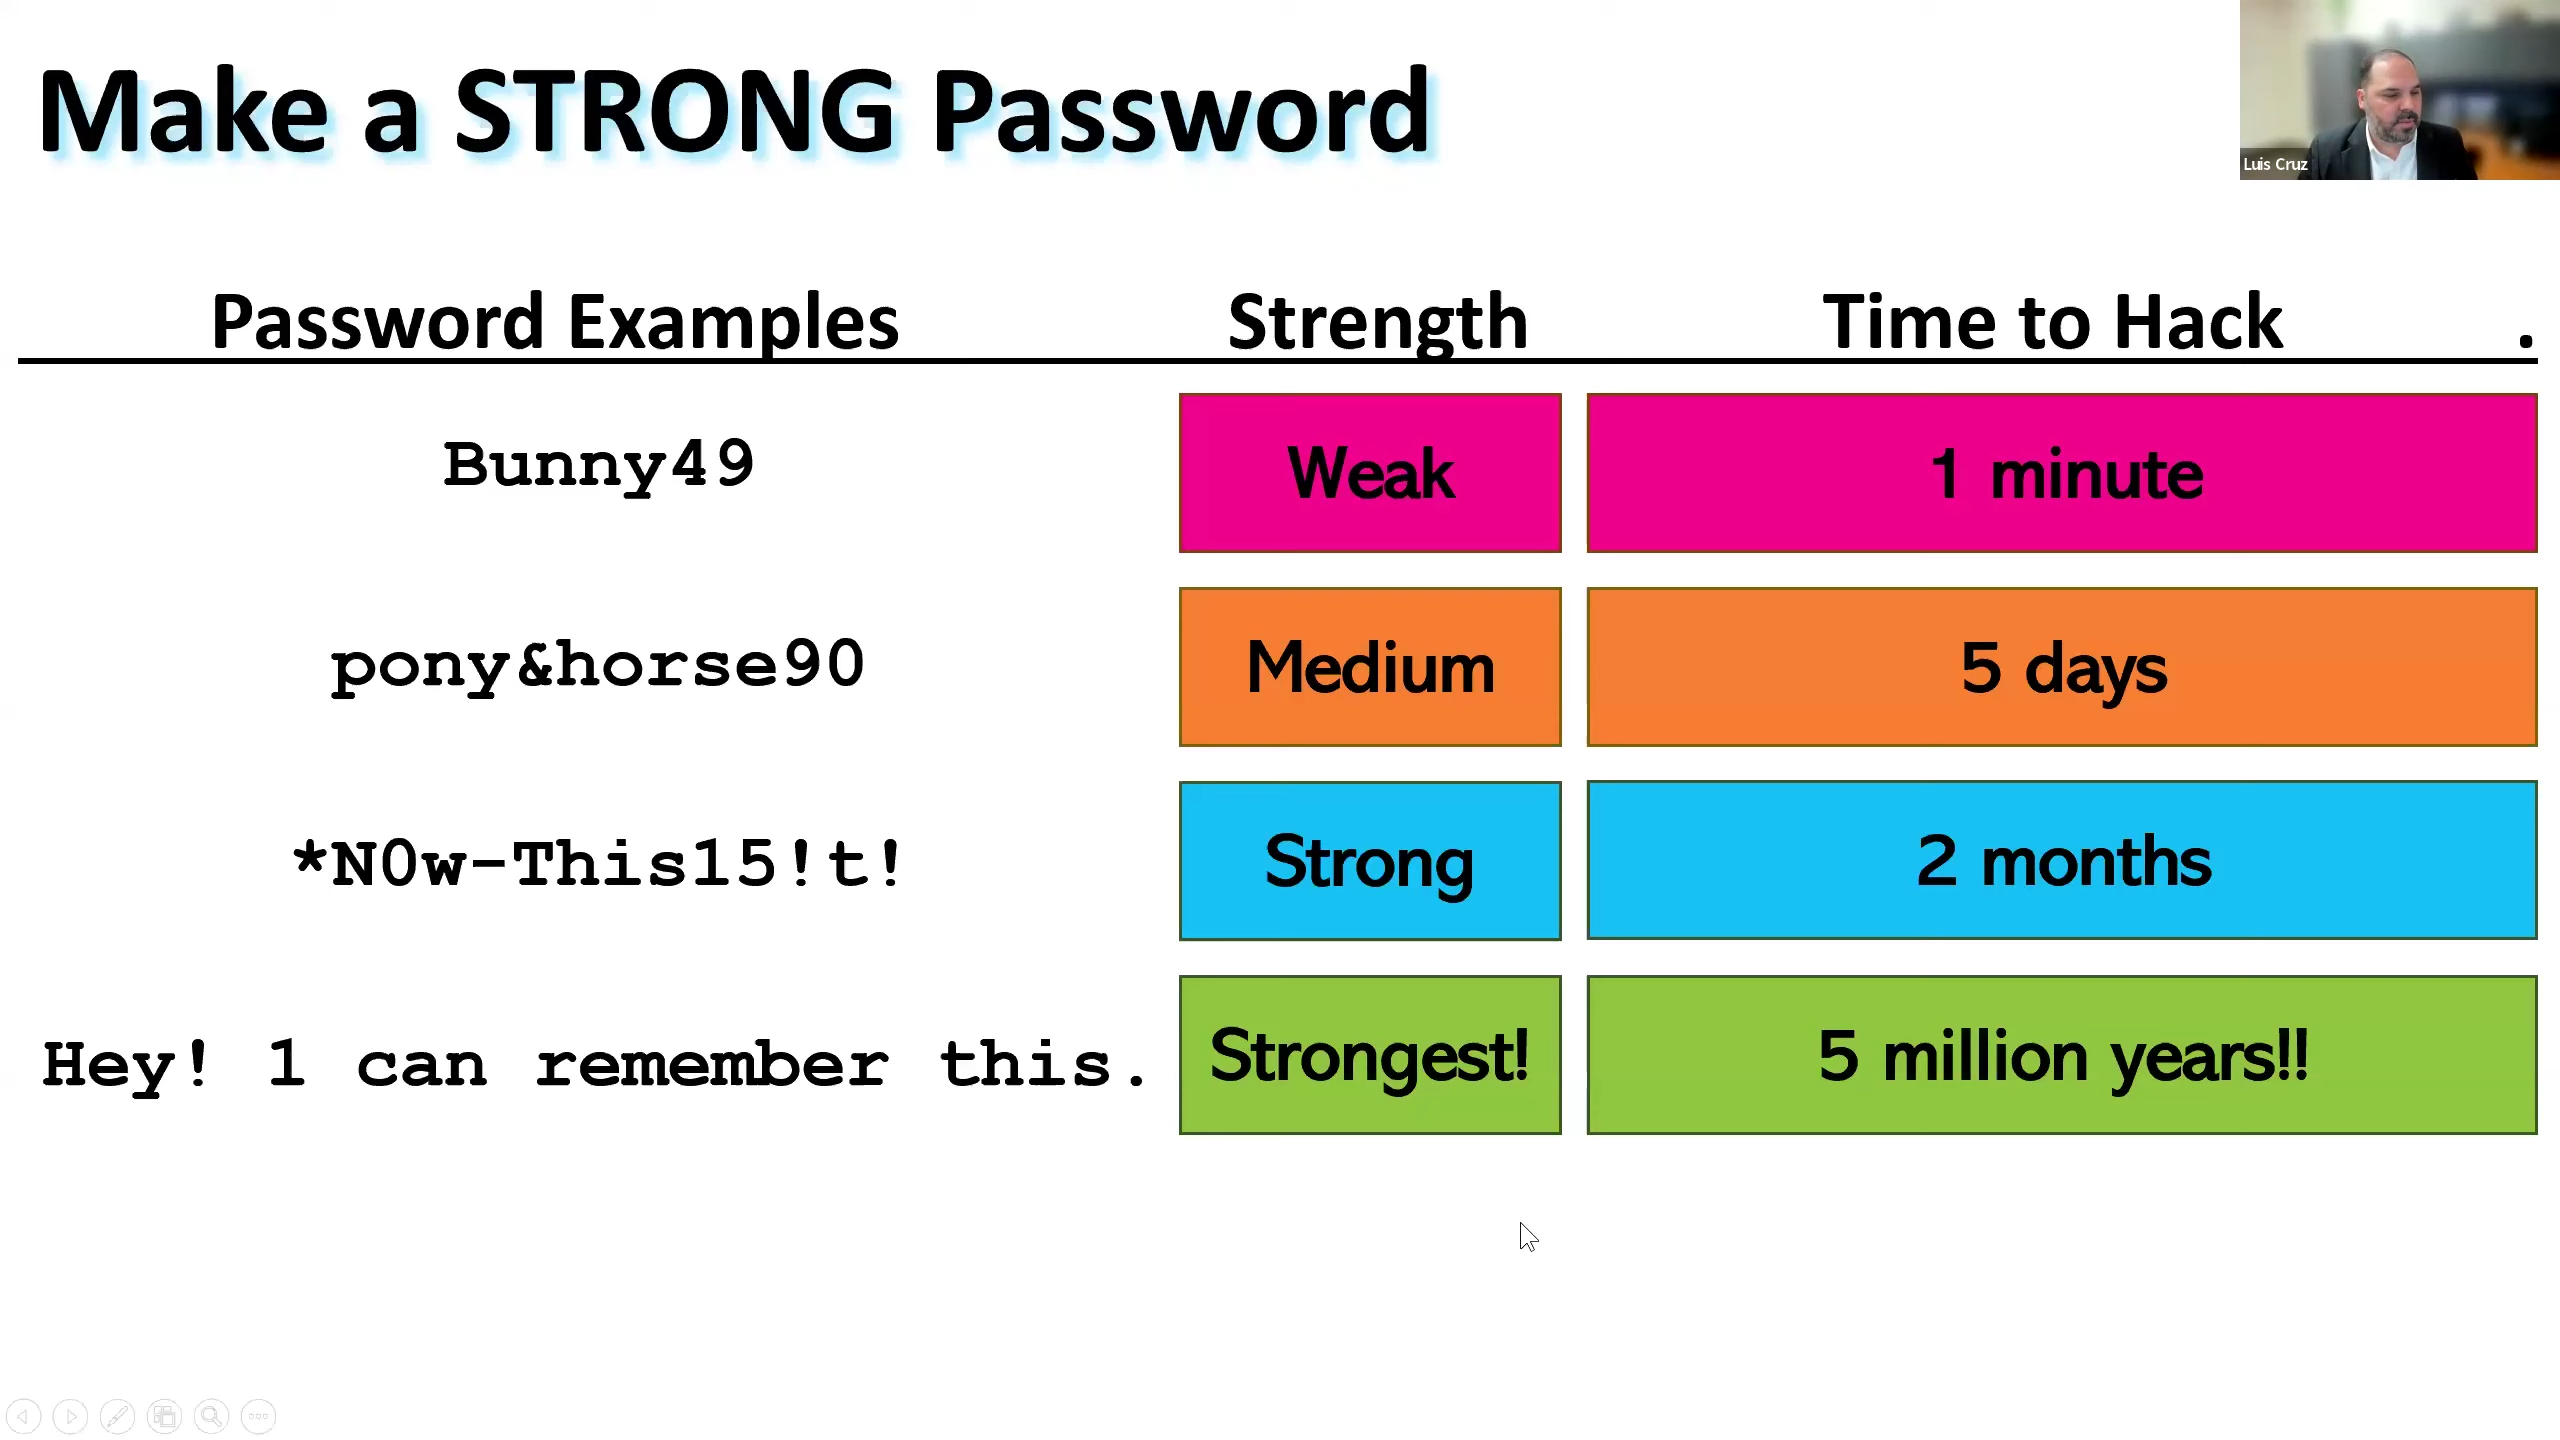 Make a STRONG Password
Luis Cruz
Password Examples Strength Time to Hack .
Bunny49 Weak 1 minute
pony&horse90 Medium 5 days
*N0w-This15!t! Strong 2 months
Hey! 1 can remember this. Strongest! 5 million years!!